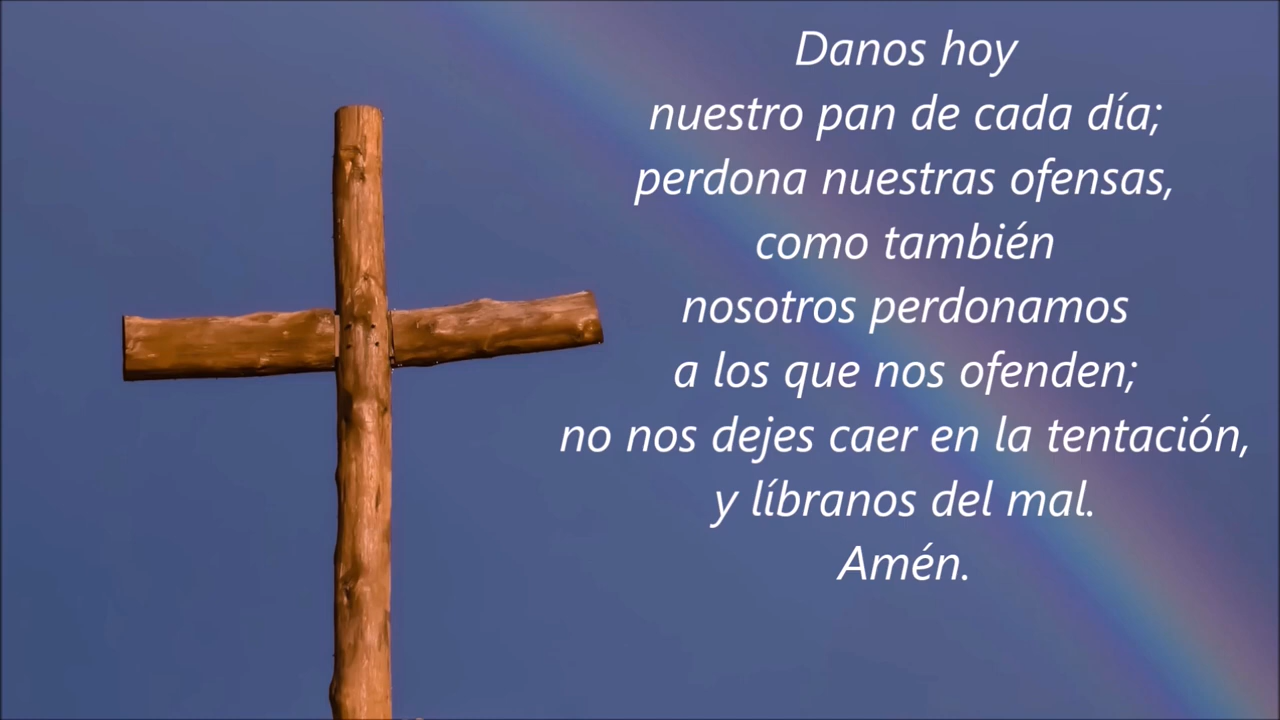 Danos hoy
nuestro pan de cada día;
perdona nuestras ofensas,
como también
nosotros perdonamos
a los que nos ofenden;
no nos dejes caer en la tentación,
y líbranos del mal.
Amén.